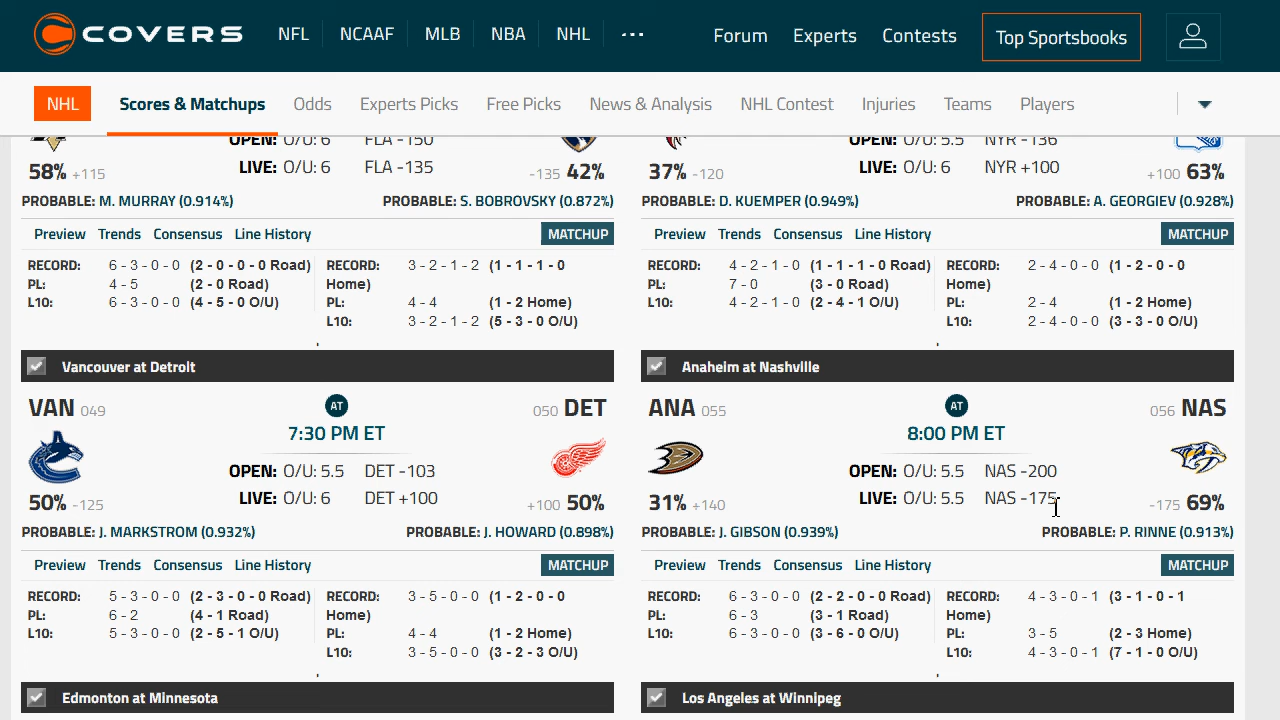 COVERS NFL NCAAF MLB NBA NHL ... Forum Experts Contests Top Sportsbooks
NHL Scores & Matchups Odds Experts Picks Free Picks News & Analysis NHL Contest Injuries Teams Players
OPEN: O/U: 6 FLA -150
58% +115 LIVE: O/U: 6 FLA -135 -135 42%
PROBABLE: M. MURRAY (0.914%) PROBABLE: S. BOBROVSKY (0.872%)
Preview Trends Consensus Line History MATCHUP
RECORD: 6 - 3 - 0 - 0 (2 - 0 - 0 - 0 Road)
PL: 4 - 5 (2 - 0 Road)
L10: 6 - 3 - 0 - 0 (4 - 5 - 0 O/U)
RECORD: 3 - 2 - 1 - 2 (1 - 1 - 1 - 0
Home)
PL: 4 - 4 (1 - 2 Home)
L10: 3 - 2 - 1 - 2 (5 - 3 - 0 O/U)
OPEN: O/U: 5.5 NYR -136
37% -120 LIVE: O/U: 6 NYR +100 +100 63%
PROBABLE: D. KUEMPER (0.949%) PROBABLE: A. GEORGIEV (0.928%)
Preview Trends Consensus Line History MATCHUP
RECORD: 4 - 2 - 1 - 0 (1 - 1 - 1 - 0 Road)
PL: 7 - 0 (3 - 0 Road)
L10: 4 - 2 - 1 - 0 (2 - 4 - 1 O/U)
RECORD: 2 - 4 - 0 - 0 (1 - 2 - 0 - 0
Home)
PL: 2 - 4 (1 - 2 Home)
L10: 2 - 4 - 0 - 0 (3 - 3 - 0 O/U)
Vancouver at Detroit
VAN 049 AT 050 DET
7:30 PM ET
OPEN: O/U: 5.5 DET -103
50% -125 LIVE: O/U: 6 DET +100 +100 50%
PROBABLE: J. MARKSTROM (0.932%) PROBABLE: J. HOWARD (0.898%)
Preview Trends Consensus Line History MATCHUP
RECORD: 5 - 3 - 0 - 0 (2 - 3 - 0 - 0 Road)
PL: 6 - 2 (4 - 1 Road)
L10: 5 - 3 - 0 - 0 (2 - 5 - 1 O/U)
RECORD: 3 - 5 - 0 - 0 (1 - 2 - 0 - 0
Home)
PL: 4 - 4 (1 - 2 Home)
L10: 3 - 5 - 0 - 0 (3 - 2 - 3 O/U)
Anaheim at Nashville
ANA 055 AT 056 NAS
8:00 PM ET
OPEN: O/U: 5.5 NAS -200
31% +140 LIVE: O/U: 5.5 NAS -175 -175 69%
PROBABLE: J. GIBSON (0.939%) PROBABLE: P. RINNE (0.913%)
Preview Trends Consensus Line History MATCHUP
RECORD: 6 - 3 - 0 - 0 (2 - 2 - 0 - 0 Road)
PL: 6 - 3 (3 - 1 Road)
L10: 6 - 3 - 0 - 0 (3 - 6 - 0 O/U)
RECORD: 4 - 3 - 0 - 1 (3 - 1 - 0 - 1
Home)
PL: 3 - 5 (2 - 3 Home)
L10: 4 - 3 - 0 - 1 (7 - 1 - 0 O/U)
Edmonton at Minnesota
Los Angeles at Winnipeg